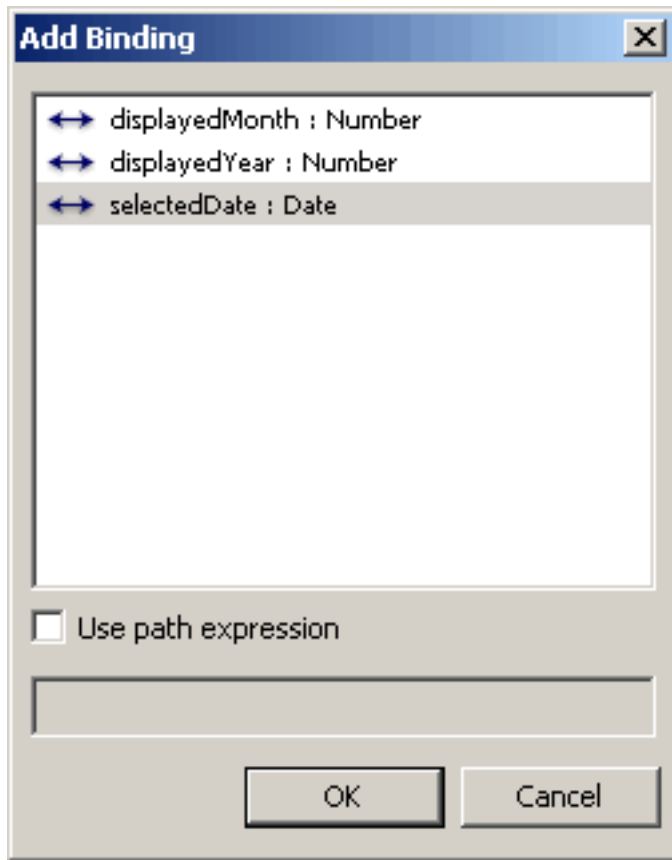 Add Binding
displayedMonth : Number
displayedYear : Number
selectedDate : Date
Use path expression
OK
Cancel